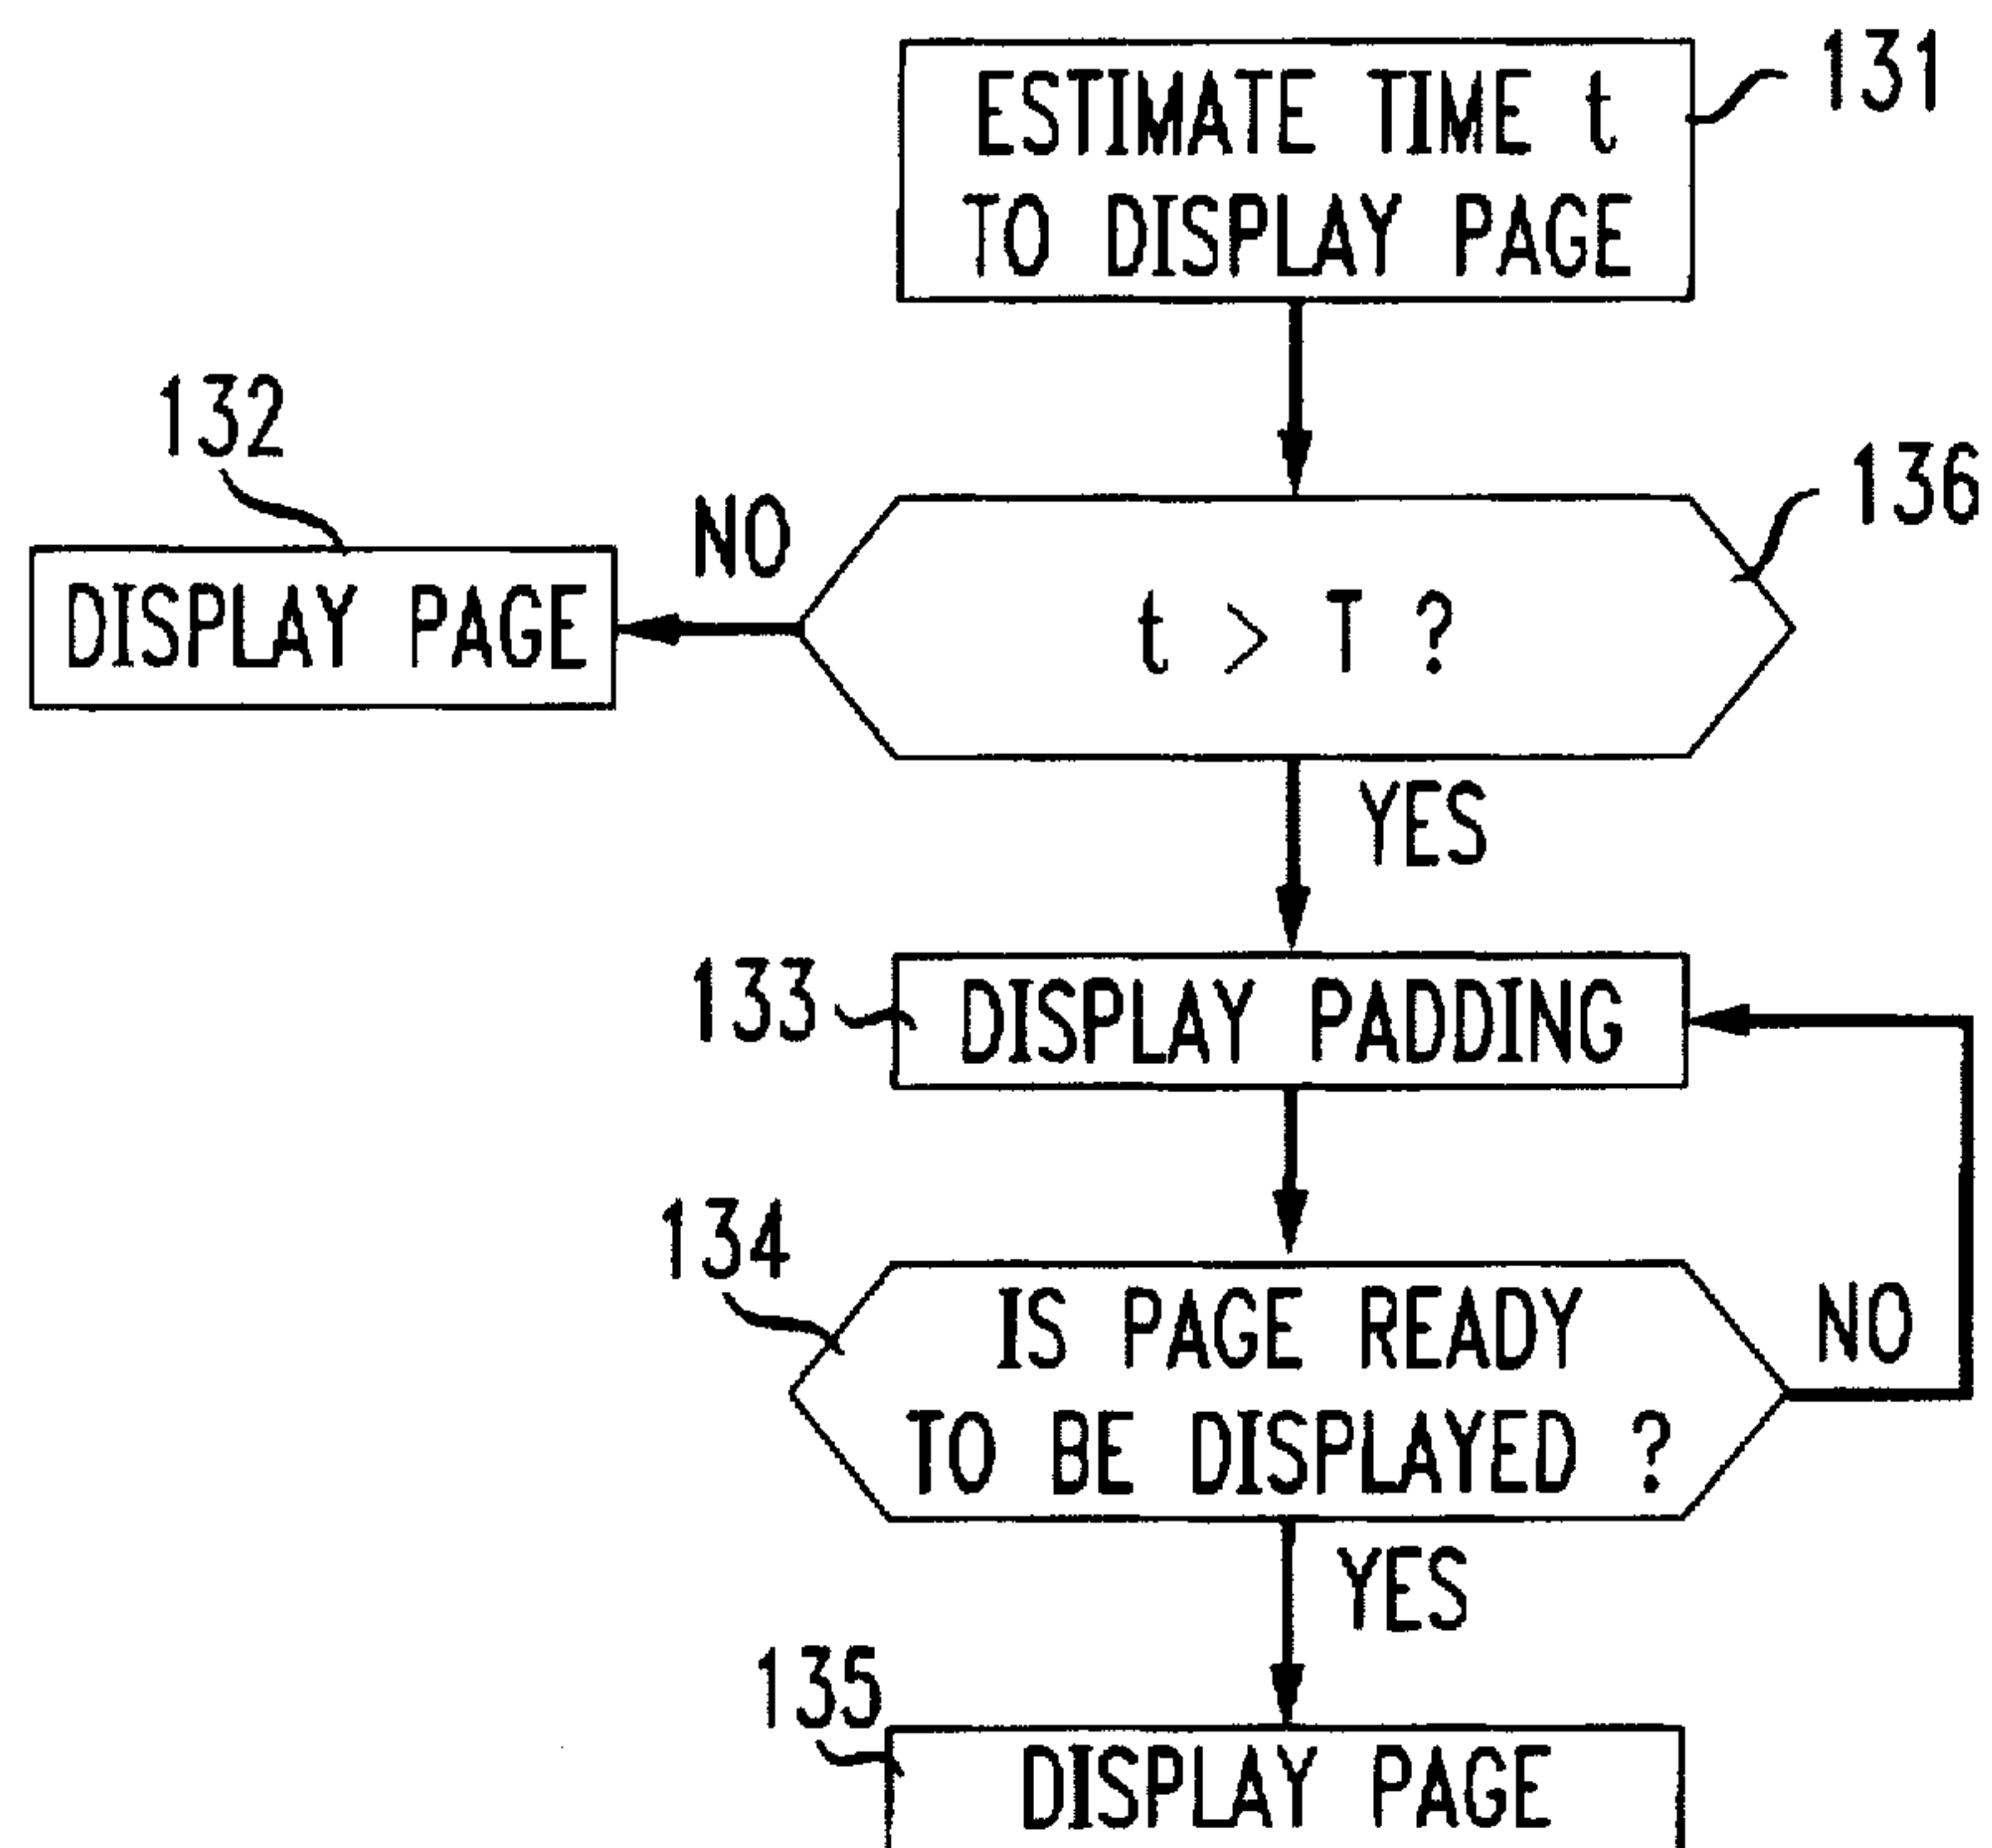 131
ESTIMATE TIME t
TO DISPLAY PAGE
132
136
NO
DISPLAY PAGE
t > T ?
YES
133
DISPLAY PADDING
134
IS PAGE READY
TO BE DISPLAYED ?
NO
YES
135
DISPLAY PAGE